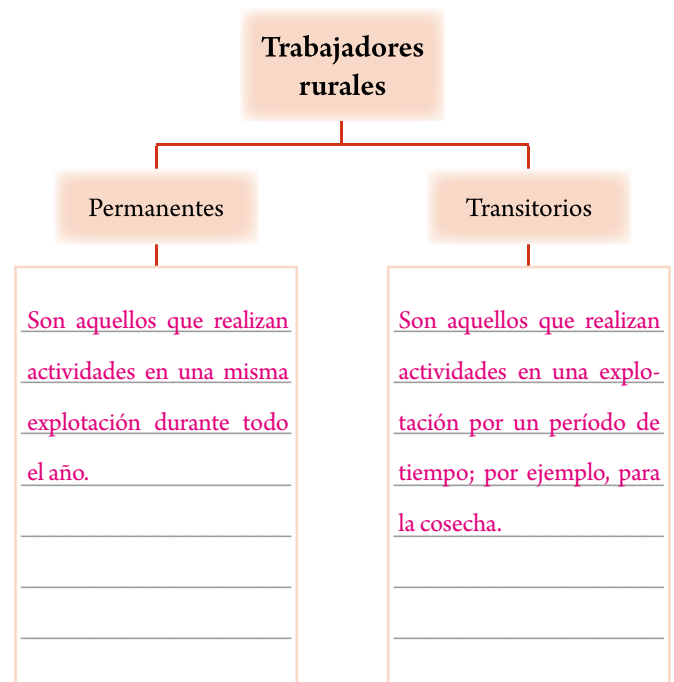 Trabajadores
rurales
Permanentes
Transitorios
Son aquellos que realizan
actividades en una misma
explotación durante todo
el año.
Son aquellos que realizan
actividades en una explo-
tación por un período de
tiempo; por ejemplo, para
la cosecha.